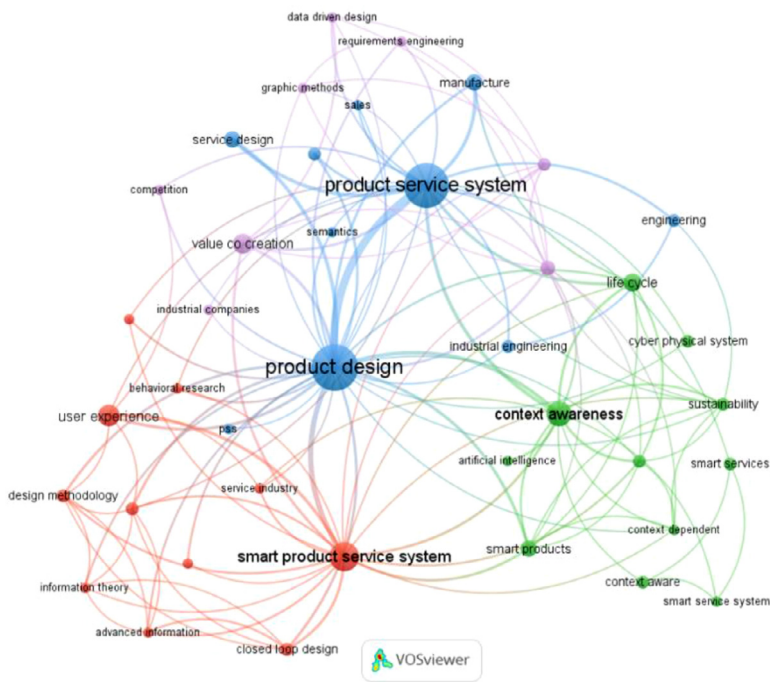 data driven design
requirements engineering
graphic methods
manufacture
sales
service design
product service system
competition
engineering
semantics
value co creation
life cycle
industrial companies
cyber physical system
industrial engineering
product design
behavioral research
sustainability
context awareness
user experience
pss
artificial intelligence
smart services
service industry
design methodology
context dependent
smart products
smart product service system
context aware
information theory
smart service system
advanced information
closed loop design
VOSviewer